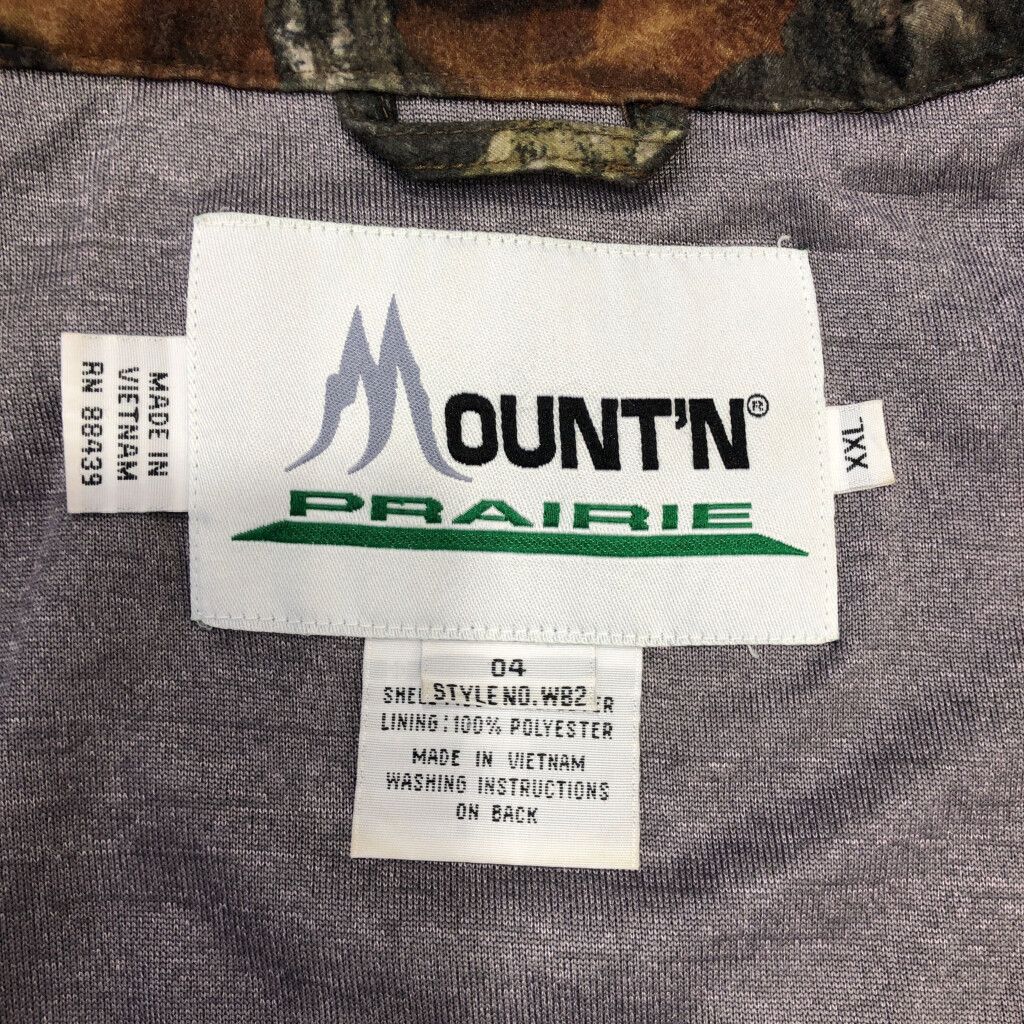 MOUNT'N®
PRAIRIE
MADE IN
VIETNAM
RN 88439
XXL
04
STYLE NO. WB2
LINING: 100% POLYESTER
MADE IN VIETNAM
WASHING INSTRUCTIONS
ON BACK